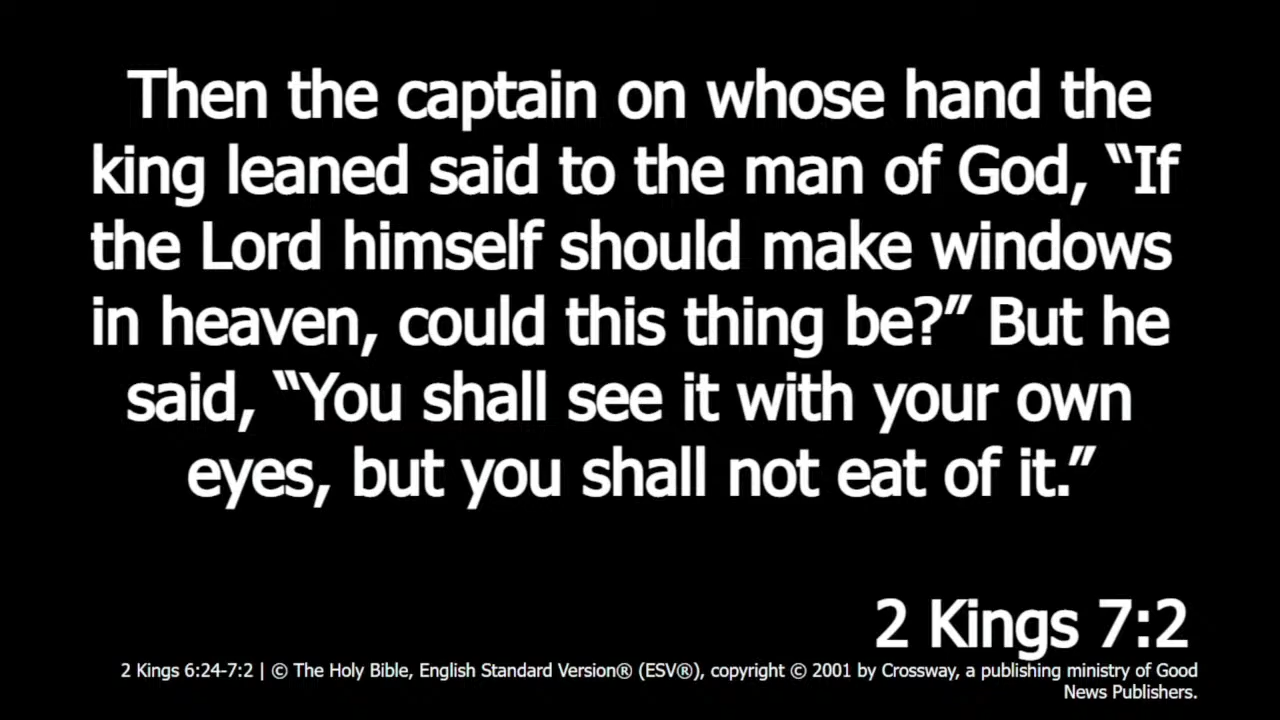 Then the captain on whose hand the
king leaned said to the man of God, “If
the Lord himself should make windows
in heaven, could this thing be?” But he
said, “You shall see it with your own
eyes, but you shall not eat of it.”
2 Kings 7:2
2 Kings 6:24-7:2 | © The Holy Bible, English Standard Version® (ESV®), copyright © 2001 by Crossway, a publishing ministry of Good
News Publishers.